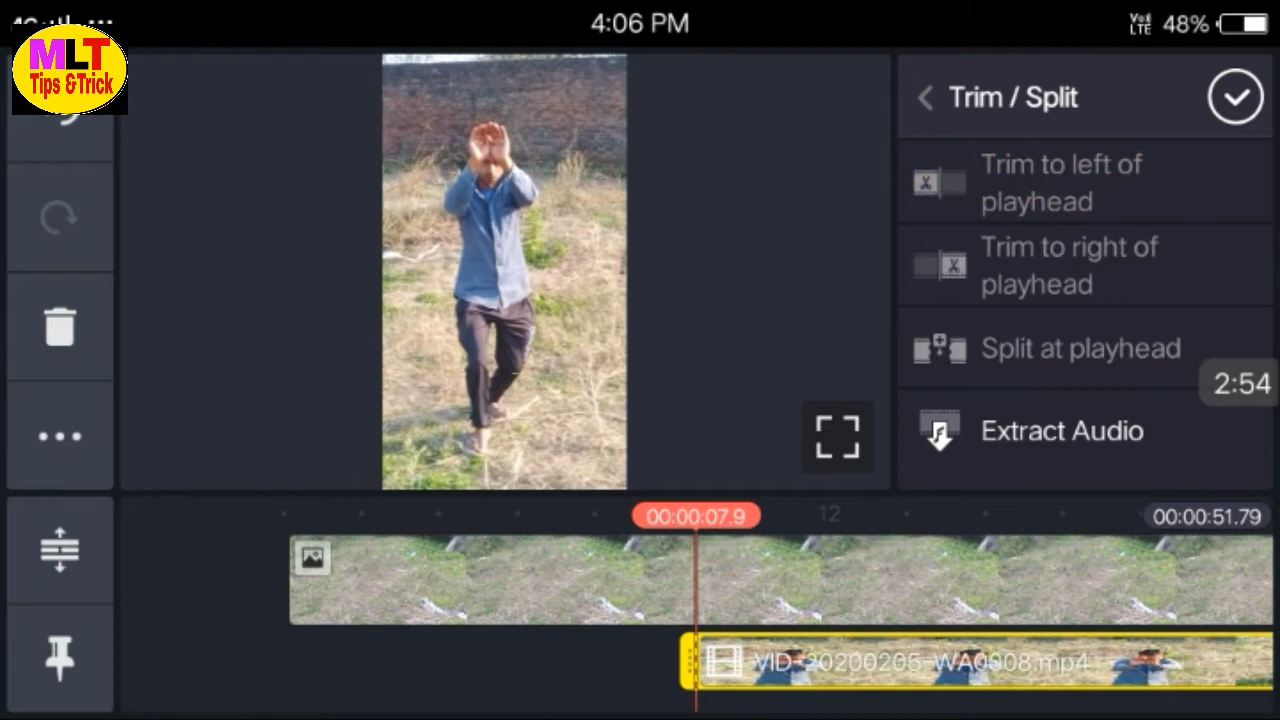 4:06 PM
Vo)
LTE
48%
MLT
Tips &Trick
Trim / Split
Trim to left of
playhead
Trim to right of
playhead
Split at playhead
2:54
Extract Audio
00:00:07.9
12
00:00:51.79
VID-20200205-WA0008.mp4